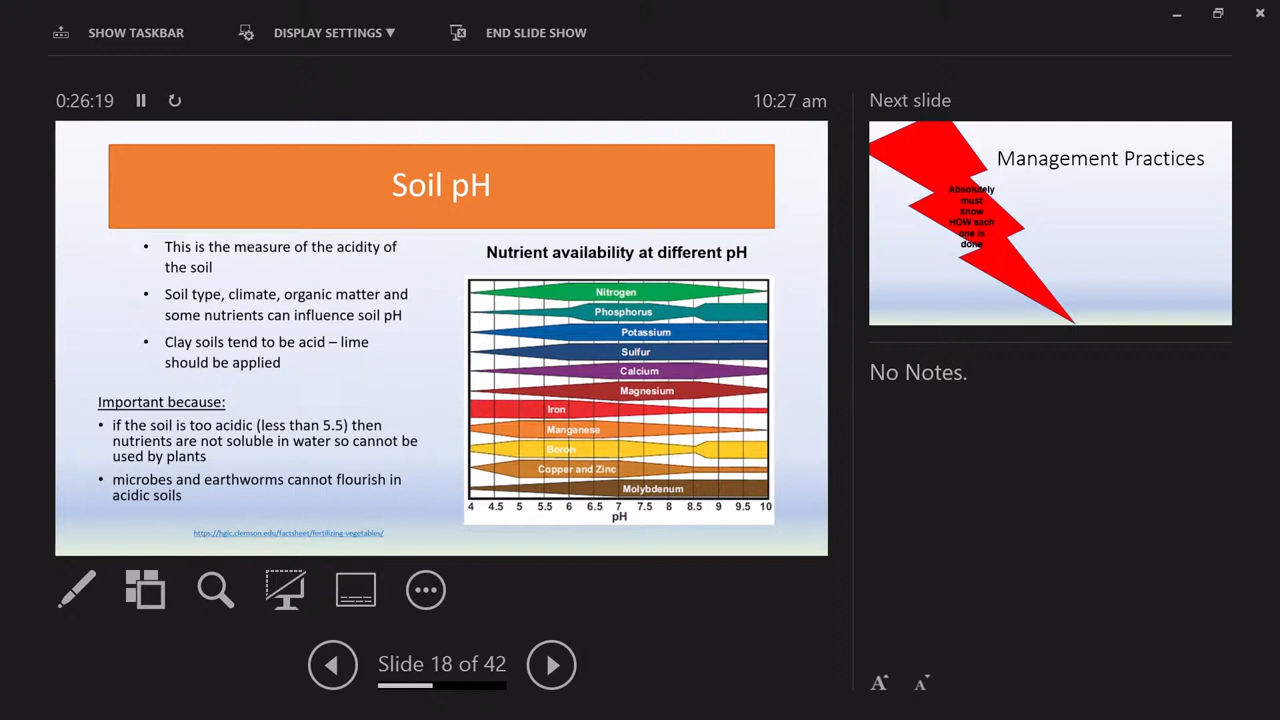 SHOW TASKBAR
DISPLAY SETTINGS ▼
END SLIDE SHOW
0:26:19
10:27 am
Soil pH
• This is the measure of the acidity of
the soil
• Soil type, climate, organic matter and
some nutrients can influence soil pH
• Clay soils tend to be acid – lime
should be applied
Important because:
• if the soil is too acidic (less than 5.5) then
nutrients are not soluble in water so cannot be
used by plants
• microbes and earthworms cannot flourish in
acidic soils
https://hgic.clemson.edu/factsheet/fertilizing-vegetables/
Nutrient availability at different pH
Nitrogen
Phosphorus
Potassium
Sulfur
Calcium
Magnesium
Iron
Manganese
Boron
Copper and Zinc
Molybdenum
4 4.5 5 5.5 6 6.5 7 7.5 8 8.5 9 9.5 10
pH
Slide 18 of 42
Next slide
Management Practices
Absolutely
must
know
HOW each
one is
done
No Notes.
A A